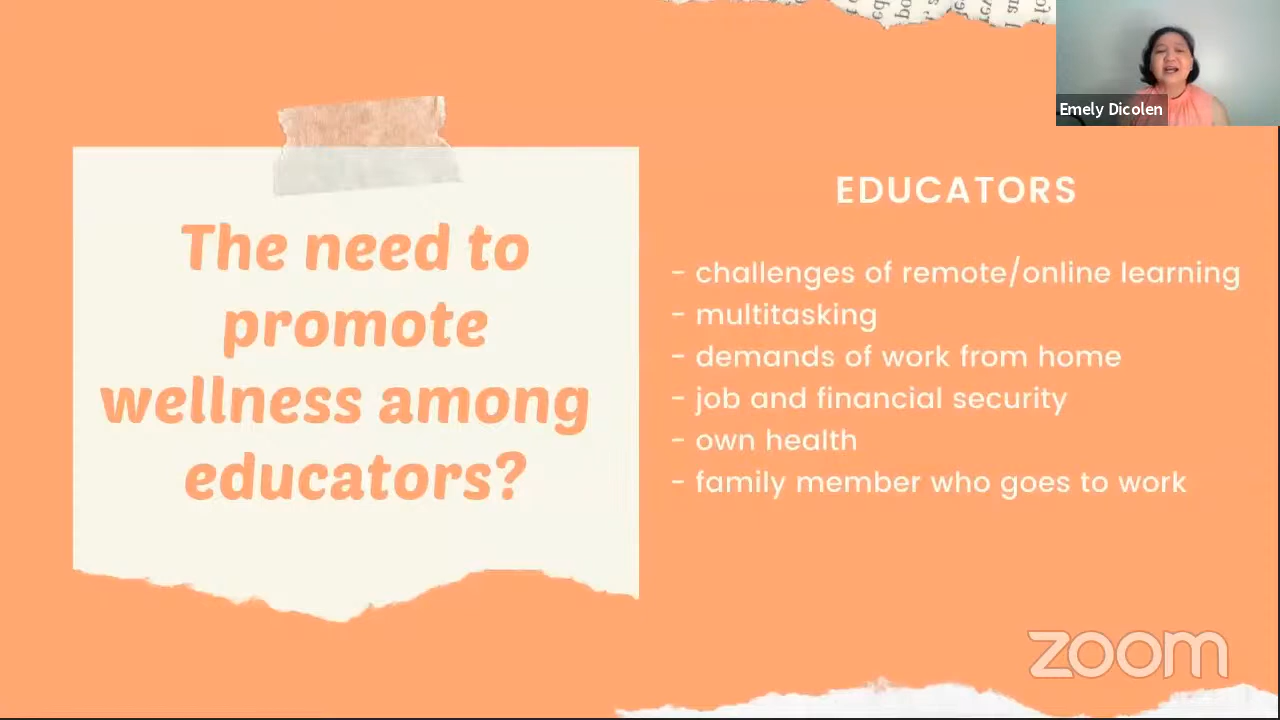 Emely Dicolen
The need to
promote
wellness among
educators?
EDUCATORS
- challenges of remote/online learning
- multitasking
- demands of work from home
- job and financial security
- own health
- family member who goes to work
zoom